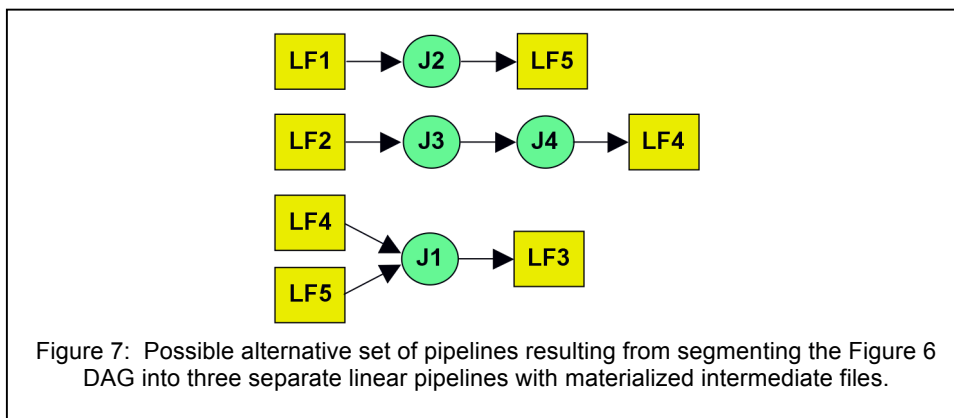 LF1 J2 LF5
LF2 J3 J4 LF4
LF4
J1 LF3
LF5
Figure 7: Possible alternative set of pipelines resulting from segmenting the Figure 6
DAG into three separate linear pipelines with materialized intermediate files.